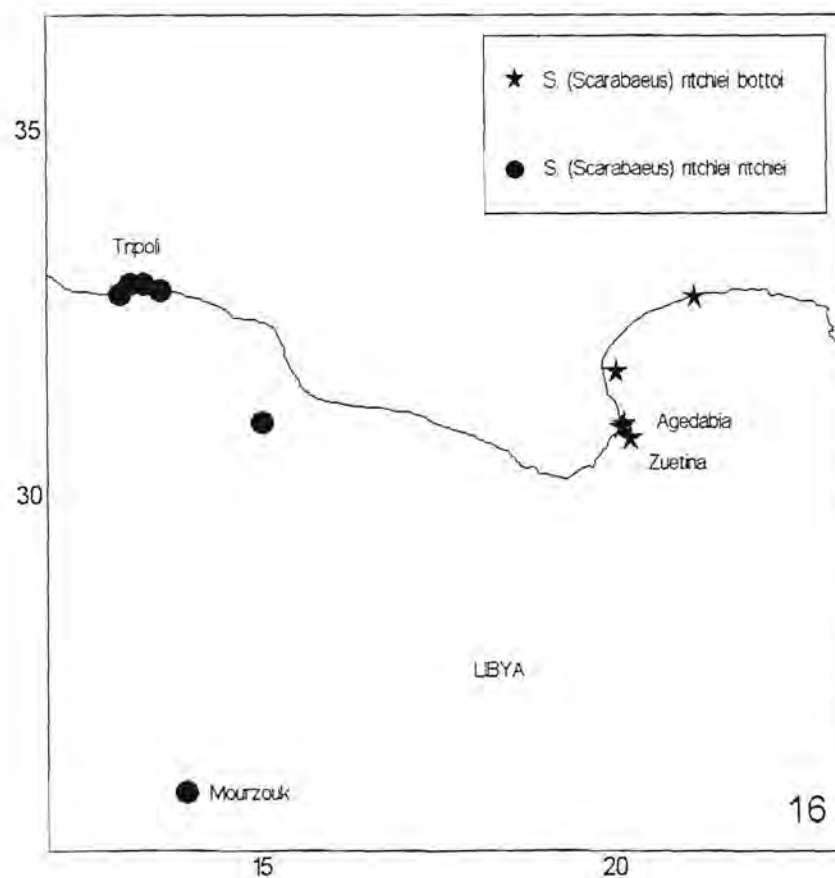 S. (Scarabaeus) ritchiei bottoi
S. (Scarabaeus) ritchiei ritchiei
35
Tripoli
Agedabia
Zuetina
30
LIBYA
Mourzouk
16
15
20